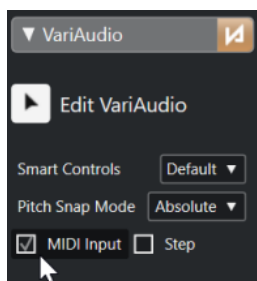 VariAudio
Edit VariAudio
Smart Controls Default
Pitch Snap Mode Absolute
MIDI Input Step